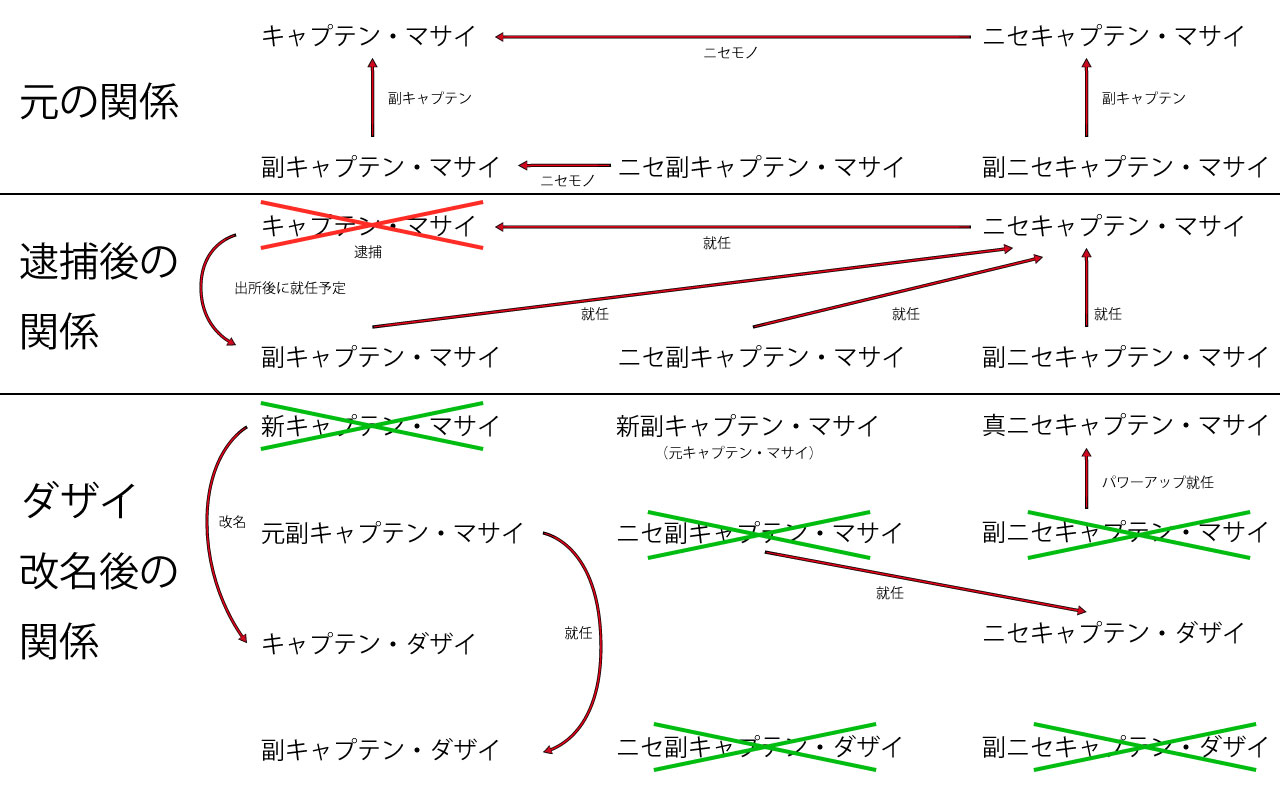 元の関係
キャプテン・マサイ
ニセモノ
ニセキャプテン・マサイ
副キャプテン
副キャプテン
副キャプテン・マサイ
ニセモノ
ニセ副キャプテン・マサイ
副ニセキャプテン・マサイ
逮捕後の
関係
キャプテン・マサイ
逮捕
就任
ニセキャプテン・マサイ
出所後に就任予定
就任
就任
就任
副キャプテン・マサイ
ニセ副キャプテン・マサイ
副ニセキャプテン・マサイ
ダザイ
改名後の
関係
新キャプテン・マサイ
新副キャプテン・マサイ
（元キャプテン・マサイ）
真ニセキャプテン・マサイ
パワーアップ就任
改名
元副キャプテン・マサイ
ニセ副キャプテン・マサイ
副ニセキャプテン・マサイ
就任
就任
キャプテン・ダザイ
ニセキャプテン・ダザイ
副キャプテン・ダザイ
ニセ副キャプテン・ダザイ
副ニセキャプテン・ダザイ